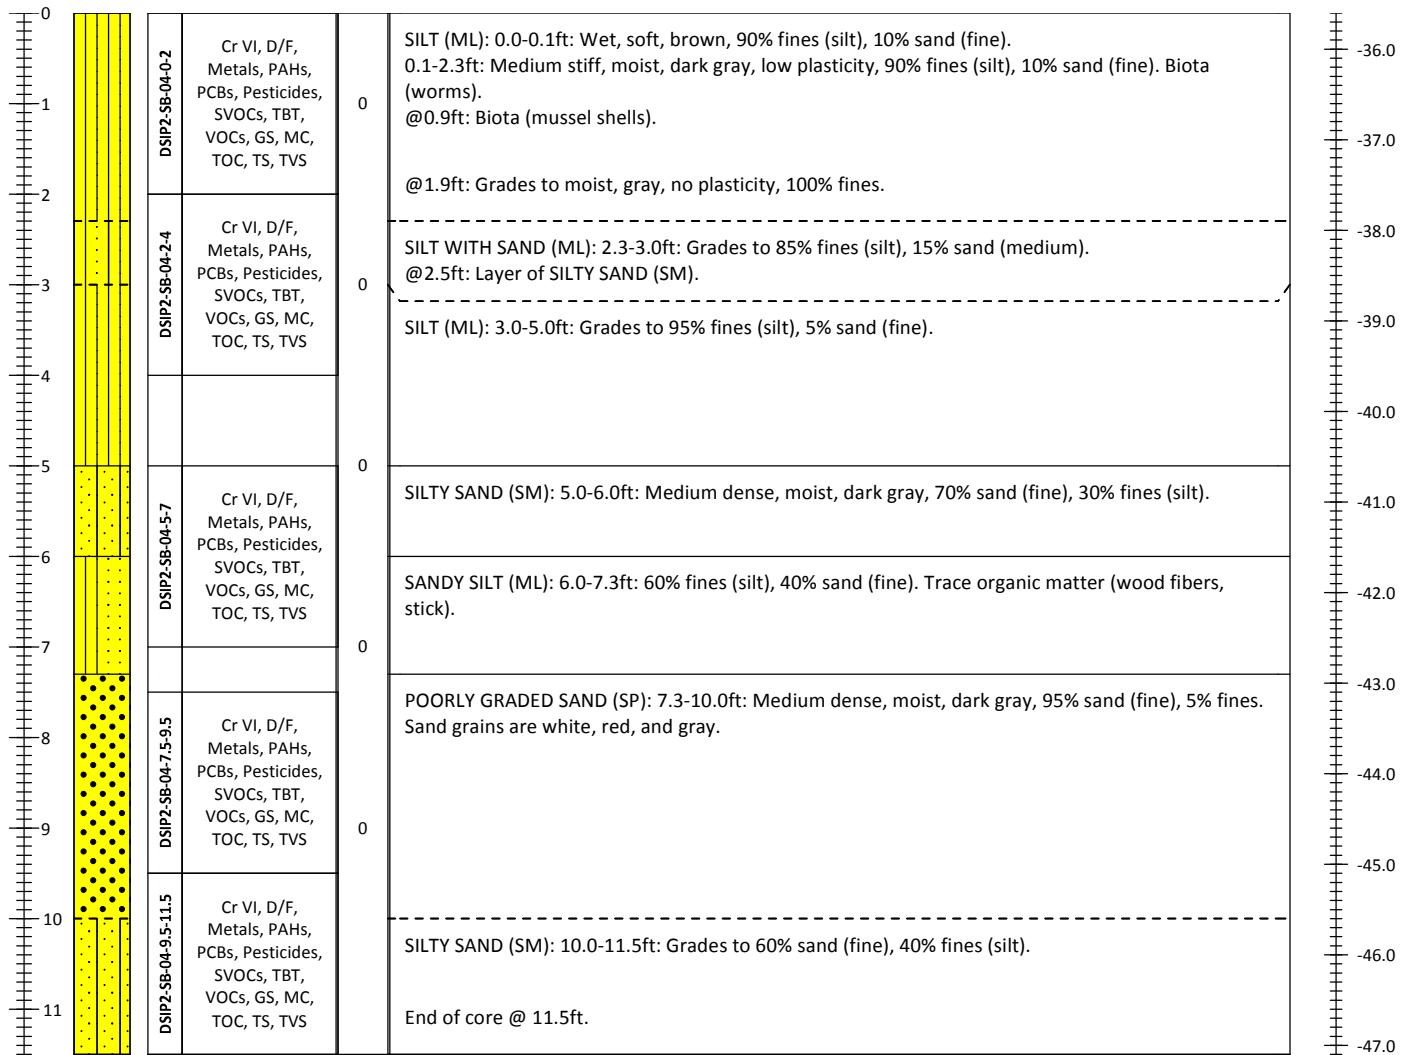 0
1
2
3
4
5
6
7
8
9
10
11
DSIP2-SB-04-0-2
Cr VI, D/F,
Metals, PAHs,
PCBs, Pesticides,
SVOCs, TBT,
VOCs, GS, MC,
TOC, TS, TVS
DSIP2-SB-04-2-4
Cr VI, D/F,
Metals, PAHs,
PCBs, Pesticides,
SVOCs, TBT,
VOCs, GS, MC,
TOC, TS, TVS
DSIP2-SB-04-5-7
Cr VI, D/F,
Metals, PAHs,
PCBs, Pesticides,
SVOCs, TBT,
VOCs, GS, MC,
TOC, TS, TVS
DSIP2-SB-04-7.5-9.5
Cr VI, D/F,
Metals, PAHs,
PCBs, Pesticides,
SVOCs, TBT,
VOCs, GS, MC,
TOC, TS, TVS
DSIP2-SB-04-9.5-11.5
Cr VI, D/F,
Metals, PAHs,
PCBs, Pesticides,
SVOCs, TBT,
VOCs, GS, MC,
TOC, TS, TVS
0
0
0
0
0
SILT (ML): 0.0-0.1ft: Wet, soft, brown, 90% fines (silt), 10% sand (fine).
0.1-2.3ft: Medium stiff, moist, dark gray, low plasticity, 90% fines (silt), 10% sand (fine). Biota
(worms).
@0.9ft: Biota (mussel shells).
@1.9ft: Grades to moist, gray, no plasticity, 100% fines.
SILT WITH SAND (ML): 2.3-3.0ft: Grades to 85% fines (silt), 15% sand (medium).
@2.5ft: Layer of SILTY SAND (SM).
SILT (ML): 3.0-5.0ft: Grades to 95% fines (silt), 5% sand (fine).
SILTY SAND (SM): 5.0-6.0ft: Medium dense, moist, dark gray, 70% sand (fine), 30% fines (silt).
SANDY SILT (ML): 6.0-7.3ft: 60% fines (silt), 40% sand (fine). Trace organic matter (wood fibers,
stick).
POORLY GRADED SAND (SP): 7.3-10.0ft: Medium dense, moist, dark gray, 95% sand (fine), 5% fines.
Sand grains are white, red, and gray.
SILTY SAND (SM): 10.0-11.5ft: Grades to 60% sand (fine), 40% fines (silt).
End of core @ 11.5ft.
-36.0
-37.0
-38.0
-39.0
-40.0
-41.0
-42.0
-43.0
-44.0
-45.0
-46.0
-47.0